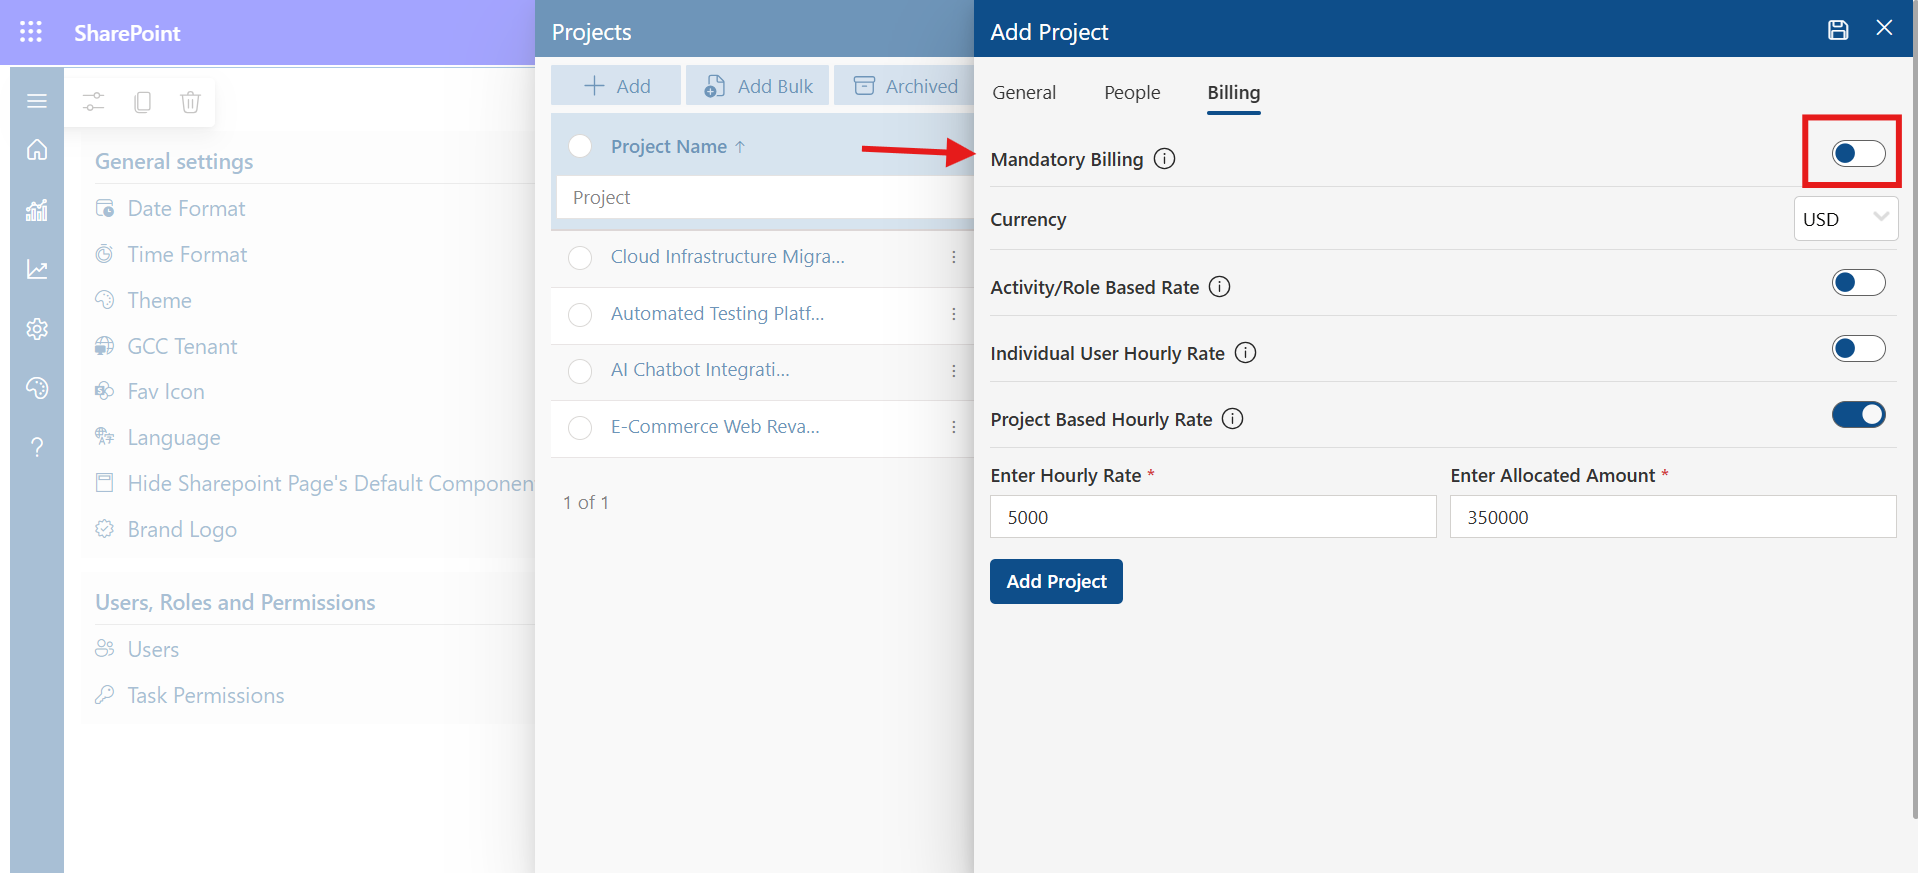 SharePoint
General settings
Date Format
Time Format
Theme
GCC Tenant
Fav Icon
Language
Hide Sharepoint Page's Default Componen
Brand Logo
Users, Roles and Permissions
Users
Task Permissions
Projects
Add
Add Bulk
Archived
Project Name ↑
Project
Cloud Infrastructure Migra...
Automated Testing Platf...
AI Chatbot Integrati...
E-Commerce Web Reva...
1 of 1
Add Project
General People Billing
Mandatory Billing
Currency USD
Activity/Role Based Rate
Individual User Hourly Rate
Project Based Hourly Rate
Enter Hourly Rate * Enter Allocated Amount *
5000 350000
Add Project